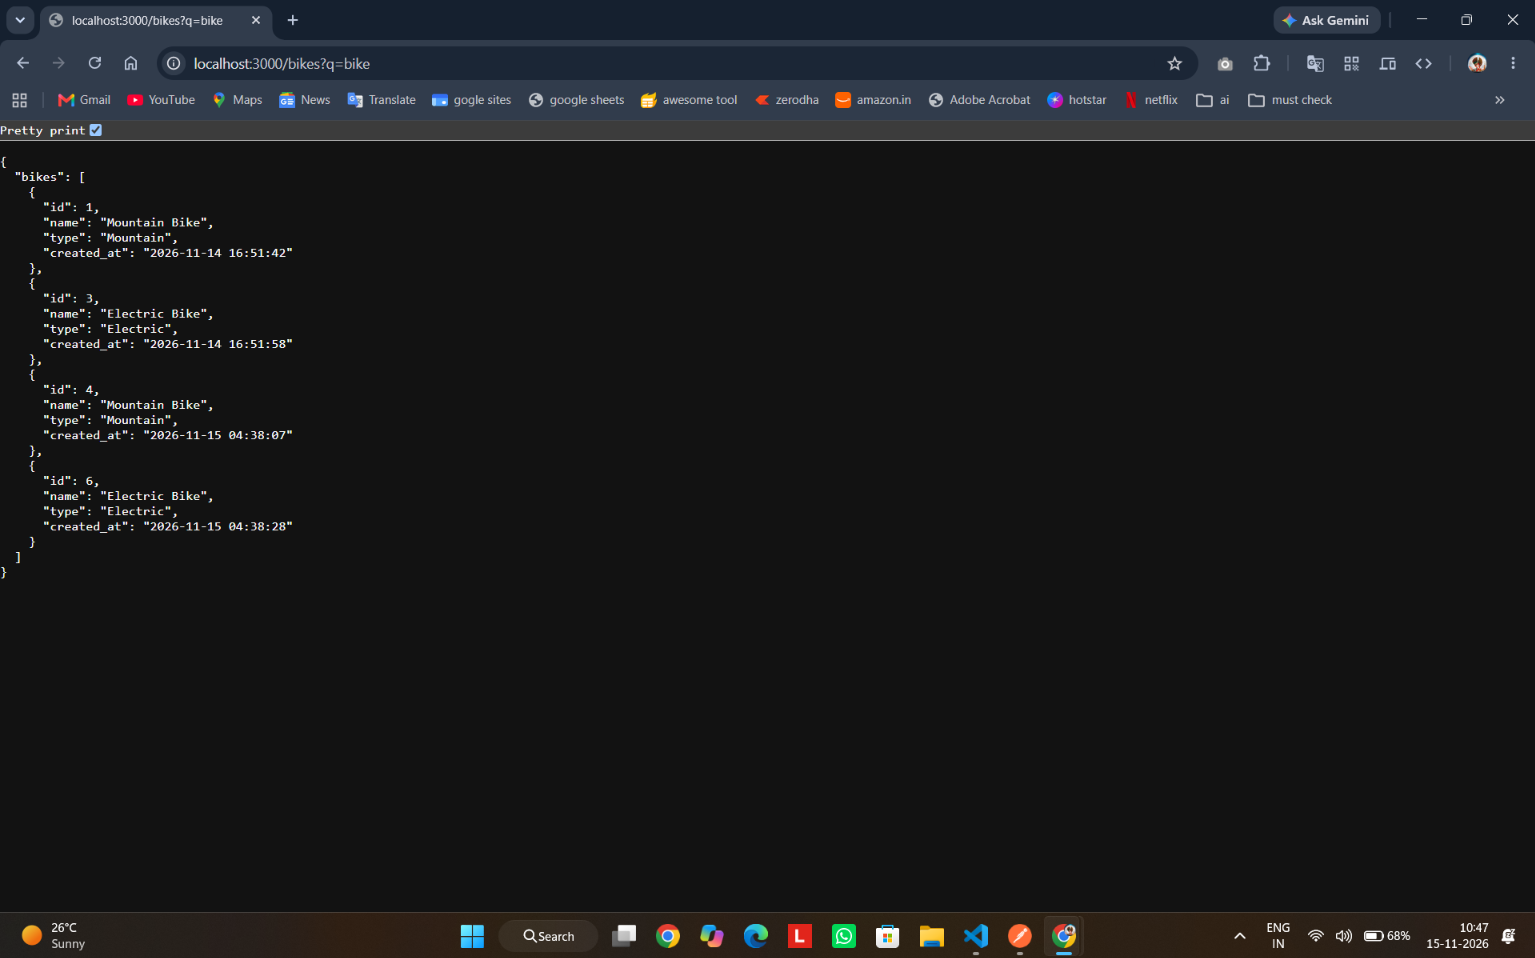 localhost:3000/bikes?q=bike
Ask Gemini
localhost:3000/bikes?q=bike
Gmail YouTube Maps News Translate gogle sites google sheets awesome tool zerodha amazon.in Adobe Acrobat hotstar netflix ai must check
Pretty print
{
  "bikes": [
    {
      "id": 1,
      "name": "Mountain Bike",
      "type": "Mountain",
      "created_at": "2026-11-14 16:51:42"
    },
    {
      "id": 3,
      "name": "Electric Bike",
      "type": "Electric",
      "created_at": "2026-11-14 16:51:58"
    },
    {
      "id": 4,
      "name": "Mountain Bike",
      "type": "Mountain",
      "created_at": "2026-11-15 04:38:07"
    },
    {
      "id": 6,
      "name": "Electric Bike",
      "type": "Electric",
      "created_at": "2026-11-15 04:38:28"
    }
  ]
}
26°C
Sunny
Search
L
ENG
IN
68%
10:47
15-11-2026